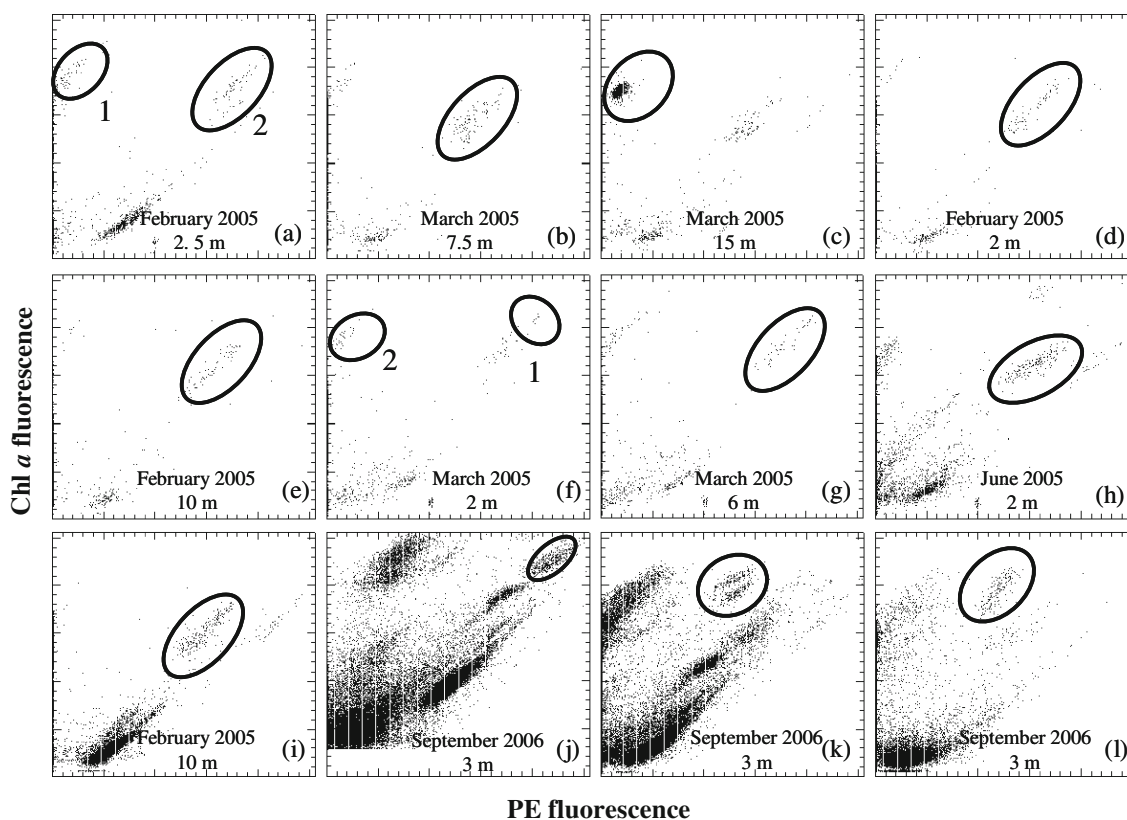 1
2
February 2005
2. 5 m
(a)
March 2005
7.5 m
(b)
March 2005
15 m
(c)
February 2005
2 m
(d)
Chl a fluorescence
February 2005
10 m
(e)
2
1
March 2005
2 m
(f)
March 2005
6 m
(g)
June 2005
2 m
(h)
February 2005
10 m
(i)
September 2006
3 m
(j)
September 2006
3 m
(k)
September 2006
3 m
(l)
PE fluorescence